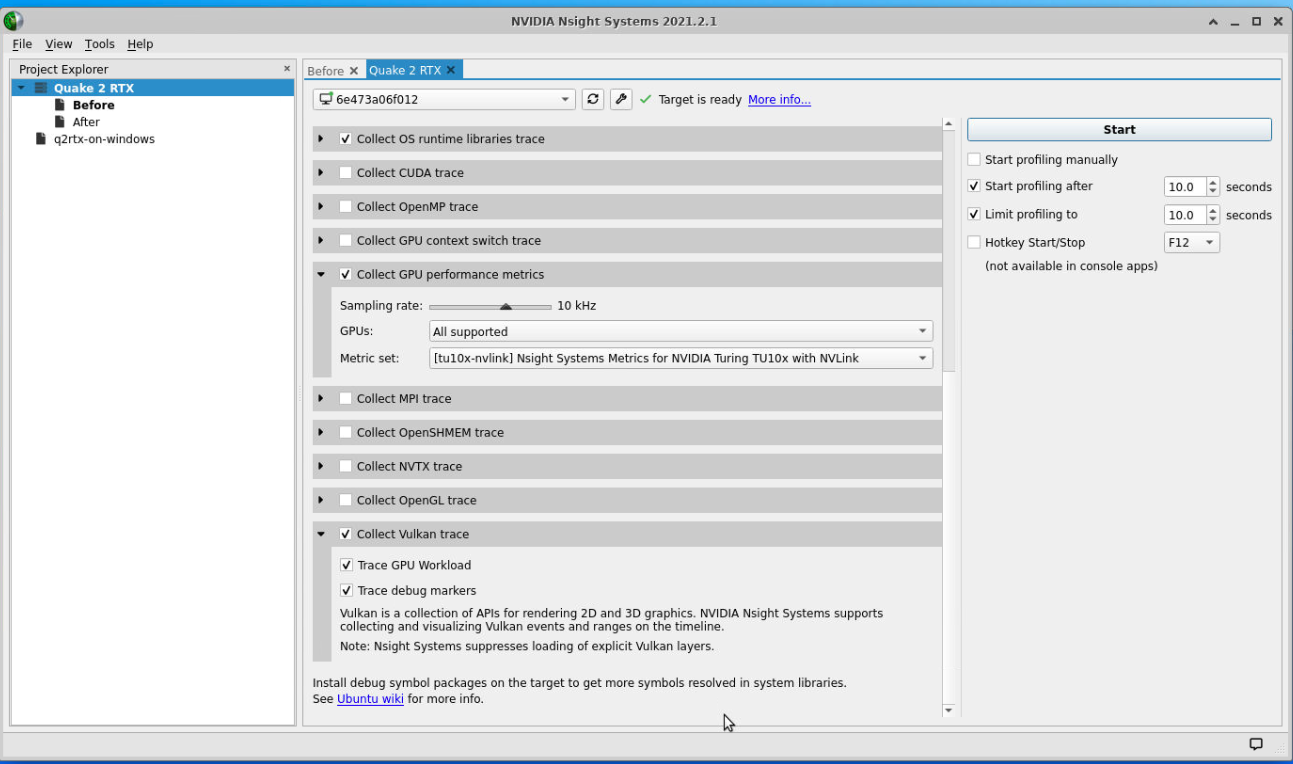 NVIDIA Nsight Systems 2021.2.1
File View Tools Help
Project Explorer
Quake 2 RTX
Before
After
q2rtx-on-windows
Before Quake 2 RTX
6e473a06f012 Target is ready More info...
Collect OS runtime libraries trace
Collect CUDA trace
Collect OpenMP trace
Collect GPU context switch trace
Collect GPU performance metrics
Sampling rate: 10 kHz
GPUs: All supported
Metric set: [tu10x-nvlink] Nsight Systems Metrics for NVIDIA Turing TU10x with NVLink
Collect MPI trace
Collect OpenSHMEM trace
Collect NVTX trace
Collect OpenGL trace
Collect Vulkan trace
Trace GPU Workload
Trace debug markers
Vulkan is a collection of APIs for rendering 2D and 3D graphics. NVIDIA Nsight Systems supports
collecting and visualizing Vulkan events and ranges on the timeline.
Note: Nsight Systems suppresses loading of explicit Vulkan layers.
Install debug symbol packages on the target to get more symbols resolved in system libraries.
See Ubuntu wiki for more info.
Start
Start profiling manually
Start profiling after 10.0 seconds
Limit profiling to 10.0 seconds
Hotkey Start/Stop F12
(not available in console apps)